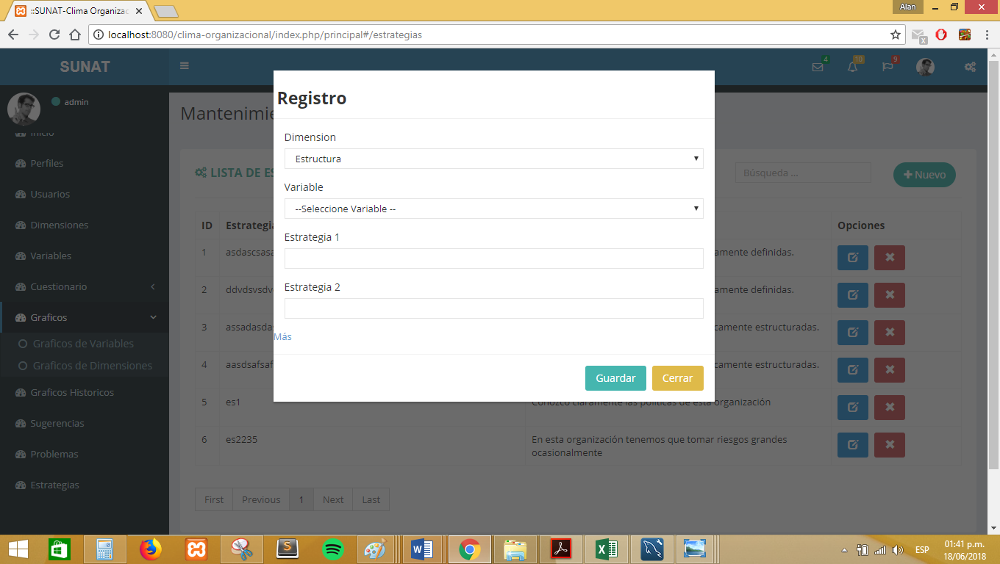 ::SUNAT-Clima Organizac
Alan
localhost:8080/clima-organizacional/index.php/principal#/estrategias
SUNAT
4
10
9
admin
Inicio
Perfiles
Usuarios
Dimensiones
Variables
Cuestionario
Graficos
Graficos de Variables
Graficos de Dimensiones
Graficos Historicos
Sugerencias
Problemas
Estrategias
Registro
Dimension
Estructura
Variable
--Seleccione Variable --
Estrategia 1
Estrategia 2
Más
Guardar
Cerrar
LISTA DE
Búsqueda ...
Nuevo
ID
Opciones
1 asdascsasa amente definidas.
2 ddvdsvsdv amente definidas.
3 assadasdas camente estructuradas.
4 aasdsafsaf camente estructuradas.
5 es1 Conozco claramente las políticas de esta organización
6 es2235 En esta organización tenemos que tomar riesgos grandes
ocasionalmente
First Previous 1 Next Last
ESP
01:41 p.m.
18/06/2018